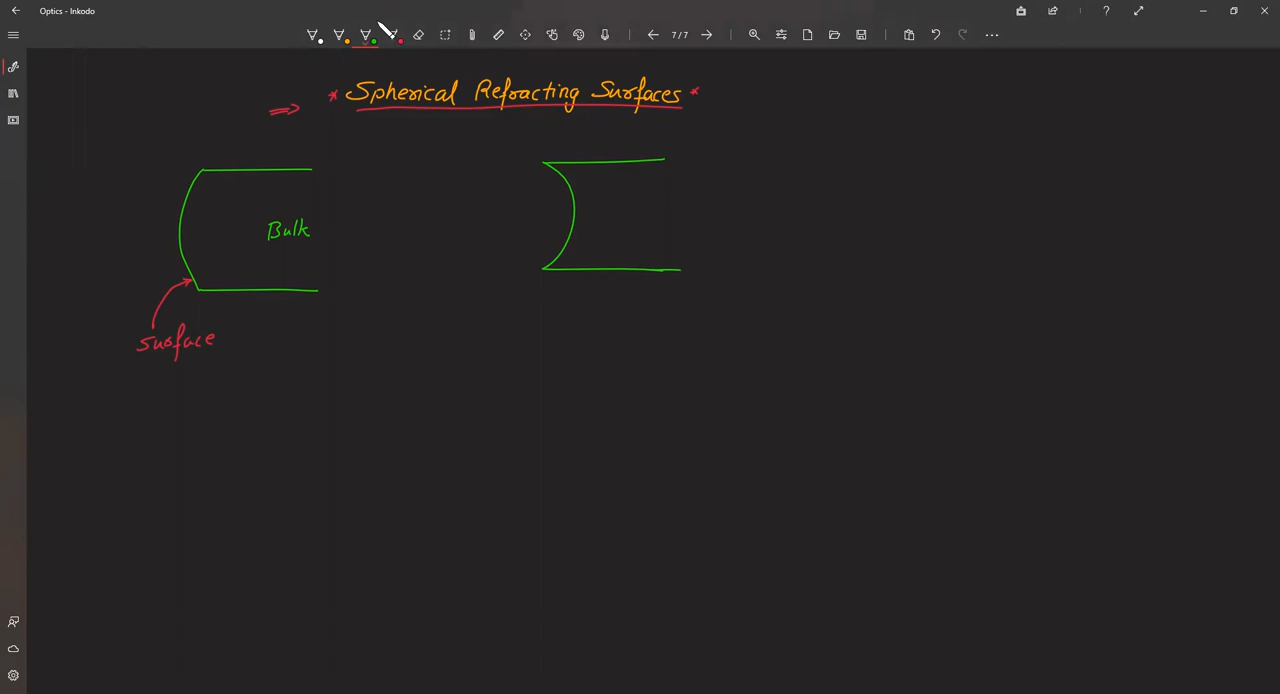 Optics - Inkodo
7/7
* Spherical Refracting Surfaces *
Bulk
surface